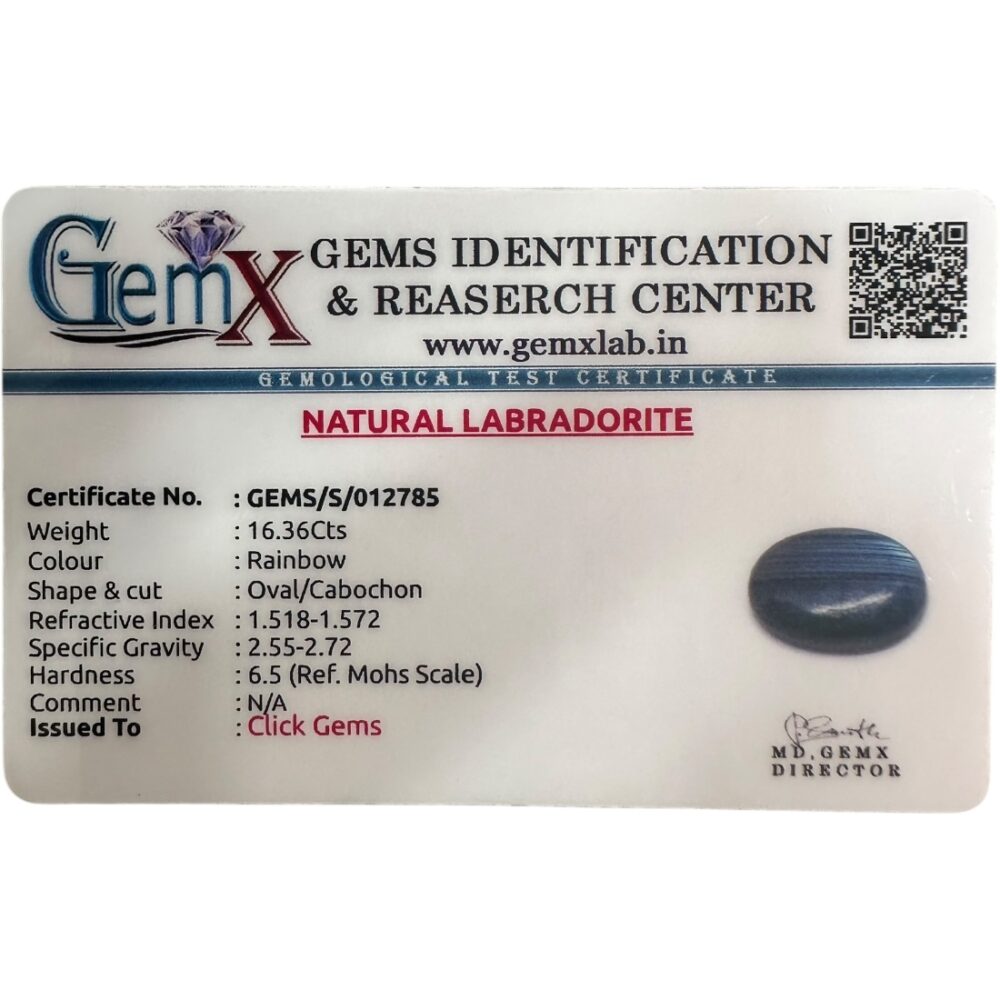 GemX
GEMS IDENTIFICATION
& REASERCH CENTER
www.gemxlab.in
GEMOLOGICAL TEST CERTIFICATE
NATURAL LABRADORITE
Certificate No. : GEMS/S/012785
Weight : 16.36Cts
Colour : Rainbow
Shape & cut : Oval/Cabochon
Refractive Index : 1.518-1.572
Specific Gravity : 2.55-2.72
Hardness : 6.5 (Ref. Mohs Scale)
Comment : N/A
Issued To : Click Gems
MD, GEMX
DIRECTOR